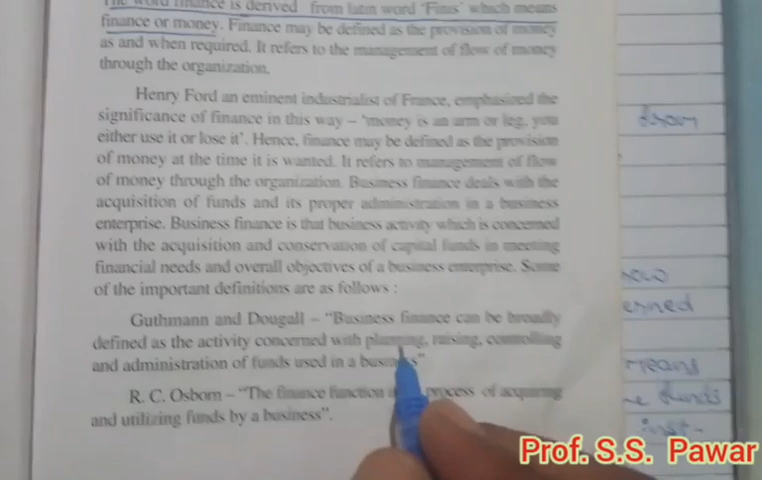 The word finance is derived from latin word 'Finis' which means
finance or money. Finance may be defined as the provision of money
as and when required. It refers to the management of flow of money
through the organization.
Henry Ford an eminent industrialist of France, emphasized the
significance of finance in this way – 'money is an arm or leg, you
either use it or lose it'. Hence, finance may be defined as the provision
of money at the time it is wanted. It refers to management of flow
of money through the organization. Business finance deals with the
acquisition of funds and its proper administration in a business
enterprise. Business finance is that business activity which is concerned
with the acquisition and conservation of capital funds in meeting
financial needs and overall objectives of a business enterprise. Some
of the important definitions are as follows :
Guthmann and Dougall – "Business finance can be broadly
defined as the activity concerned with planning, raising, controlling
and administration of funds used in a business"
R. C. Osborn – "The finance function process of acquiring
and utilizing funds by a business".
means
funds
Prof. S.S. Pawar